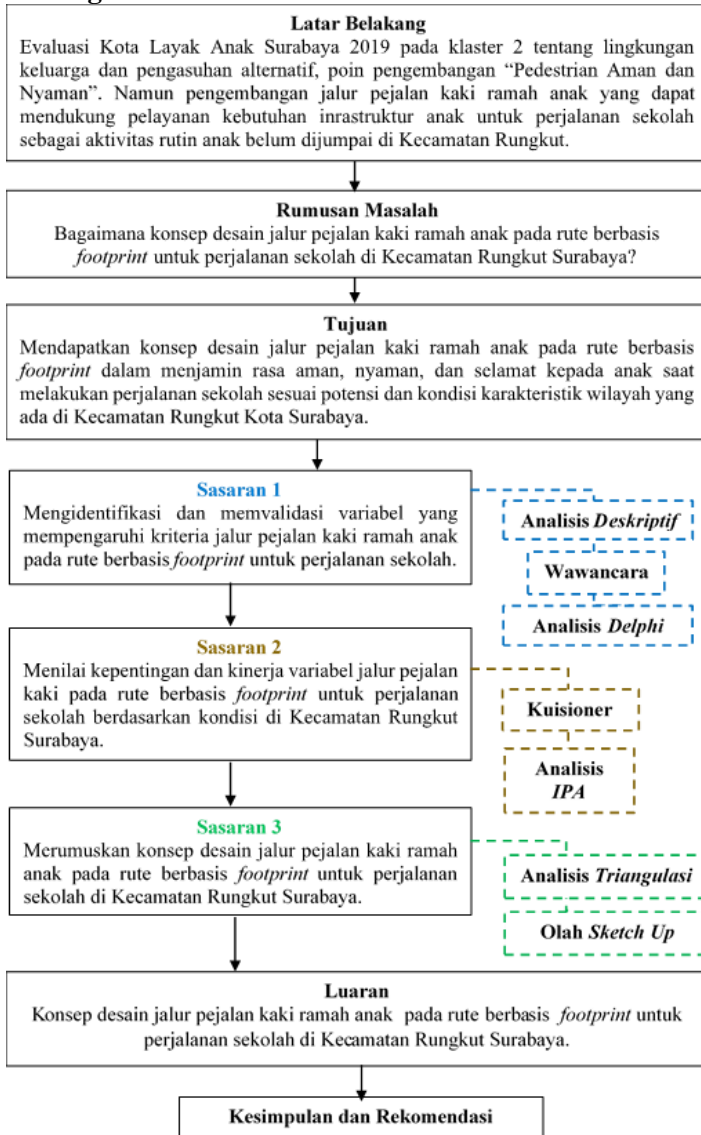 Latar Belakang
Evaluasi Kota Layak Anak Surabaya 2019 pada klaster 2 tentang lingkungan
keluarga dan pengasuhan alternatif, poin pengembangan “Pedestrian Aman dan
Nyaman”. Namun pengembangan jalur pejalan kaki ramah anak yang dapat
mendukung pelayanan kebutuhan inrastruktur anak untuk perjalanan sekolah
sebagai aktivitas rutin anak belum dijumpai di Kecamatan Rungkut.
Rumusan Masalah
Bagaimana konsep desain jalur pejalan kaki ramah anak pada rute berbasis
footprint untuk perjalanan sekolah di Kecamatan Rungkut Surabaya?
Tujuan
Mendapatkan konsep desain jalur pejalan kaki ramah anak pada rute berbasis
footprint dalam menjamin rasa aman, nyaman, dan selamat kepada anak saat
melakukan perjalanan sekolah sesuai potensi dan kondisi karakteristik wilayah yang
ada di Kecamatan Rungkut Kota Surabaya.
Sasaran 1
Mengidentifikasi dan memvalidasi variabel yang
mempengaruhi kriteria jalur pejalan kaki ramah anak
pada rute berbasis footprint untuk perjalanan sekolah.
Analisis Deskriptif
Wawancara
Analisis Delphi
Sasaran 2
Menilai kepentingan dan kinerja variabel jalur pejalan
kaki pada rute berbasis footprint untuk perjalanan
sekolah berdasarkan kondisi di Kecamatan Rungkut
Surabaya.
Kuisioner
Analisis
IPA
Sasaran 3
Merumuskan konsep desain jalur pejalan kaki ramah
anak pada rute berbasis footprint untuk perjalanan
sekolah di Kecamatan Rungkut Surabaya.
Analisis Triangulasi
Olah Sketch Up
Luaran
Konsep desain jalur pejalan kaki ramah anak pada rute berbasis footprint untuk
perjalanan sekolah di Kecamatan Rungkut Surabaya.
Kesimpulan dan Rekomendasi